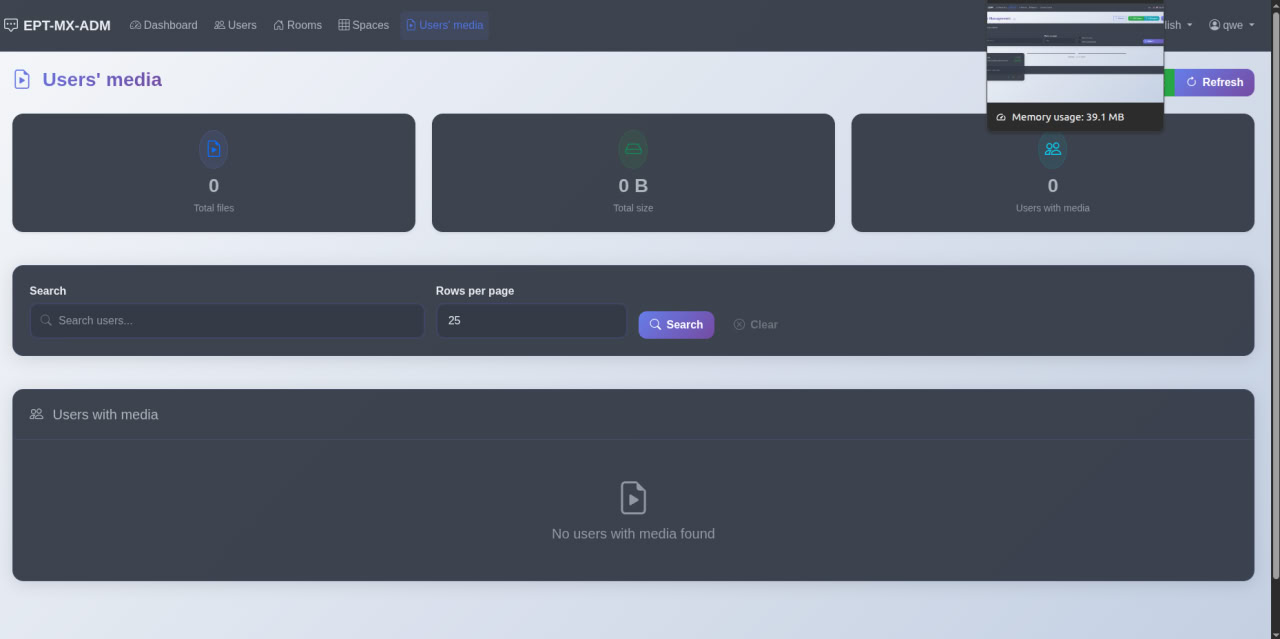 EPT-MX-ADM Dashboard Users Rooms Spaces Users' media lish qwe
Users' media
Refresh
Memory usage: 39.1 MB
0
Total files
0 B
Total size
0
Users with media
Search
Rows per page
Search users...
25
Search
Clear
Users with media
No users with media found